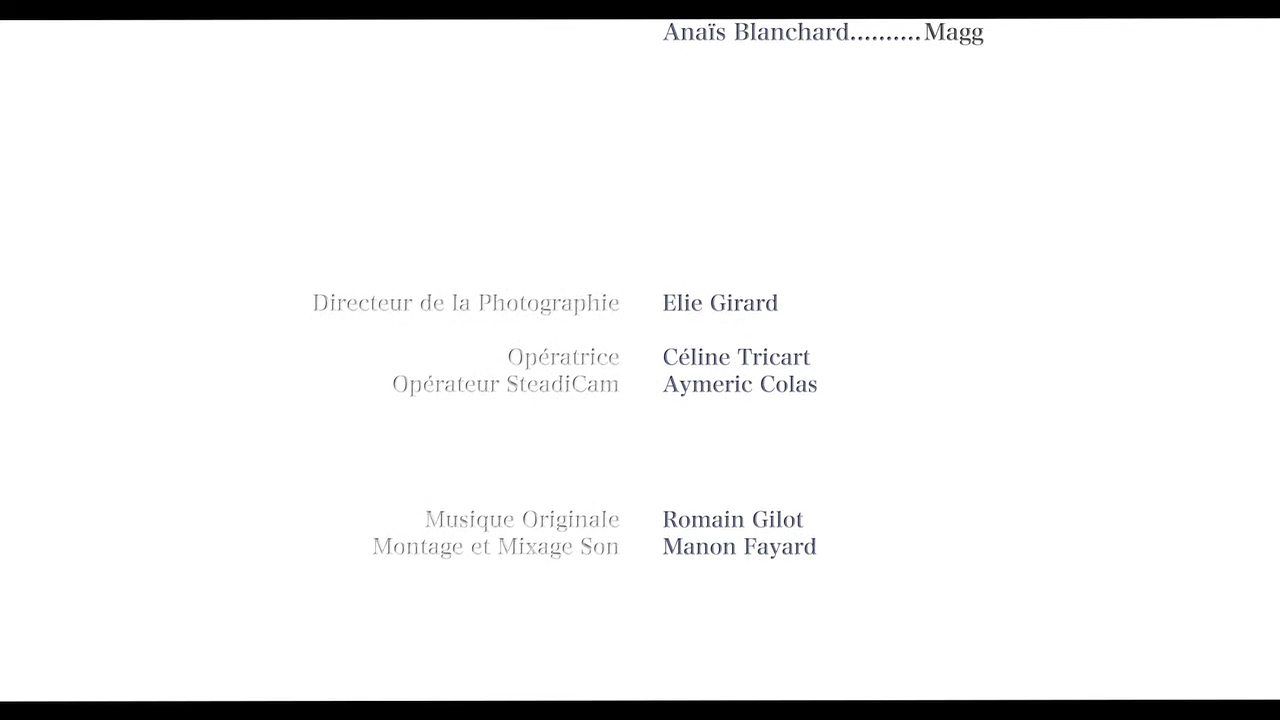 Anaïs Blanchard..........Magg
Directeur de la Photographie Elie Girard
Opératrice Céline Tricart
Opérateur SteadiCam Aymeric Colas
Musique Originale Romain Gilot
Montage et Mixage Son Manon Fayard